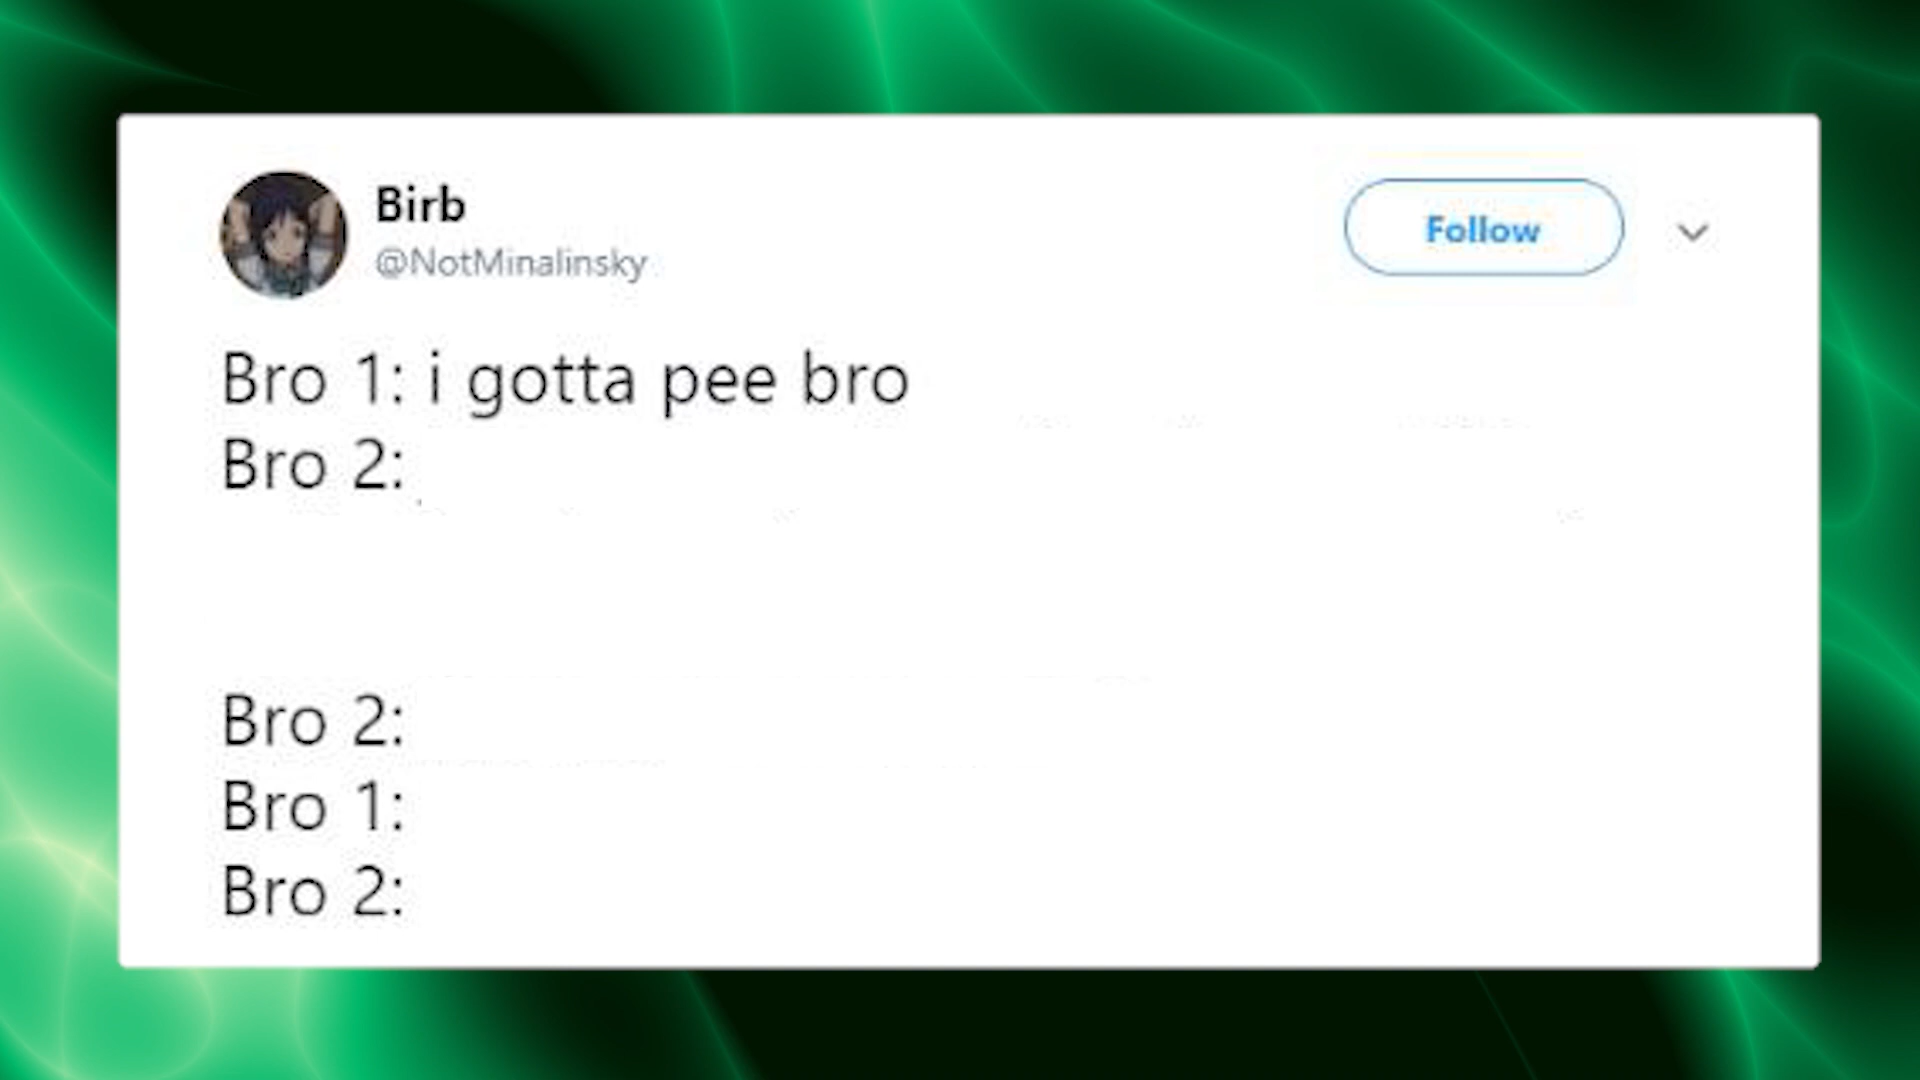 Birb
@NotMinalinsky
Follow
Bro 1: i gotta pee bro
Bro 2:
Bro 2:
Bro 1:
Bro 2: